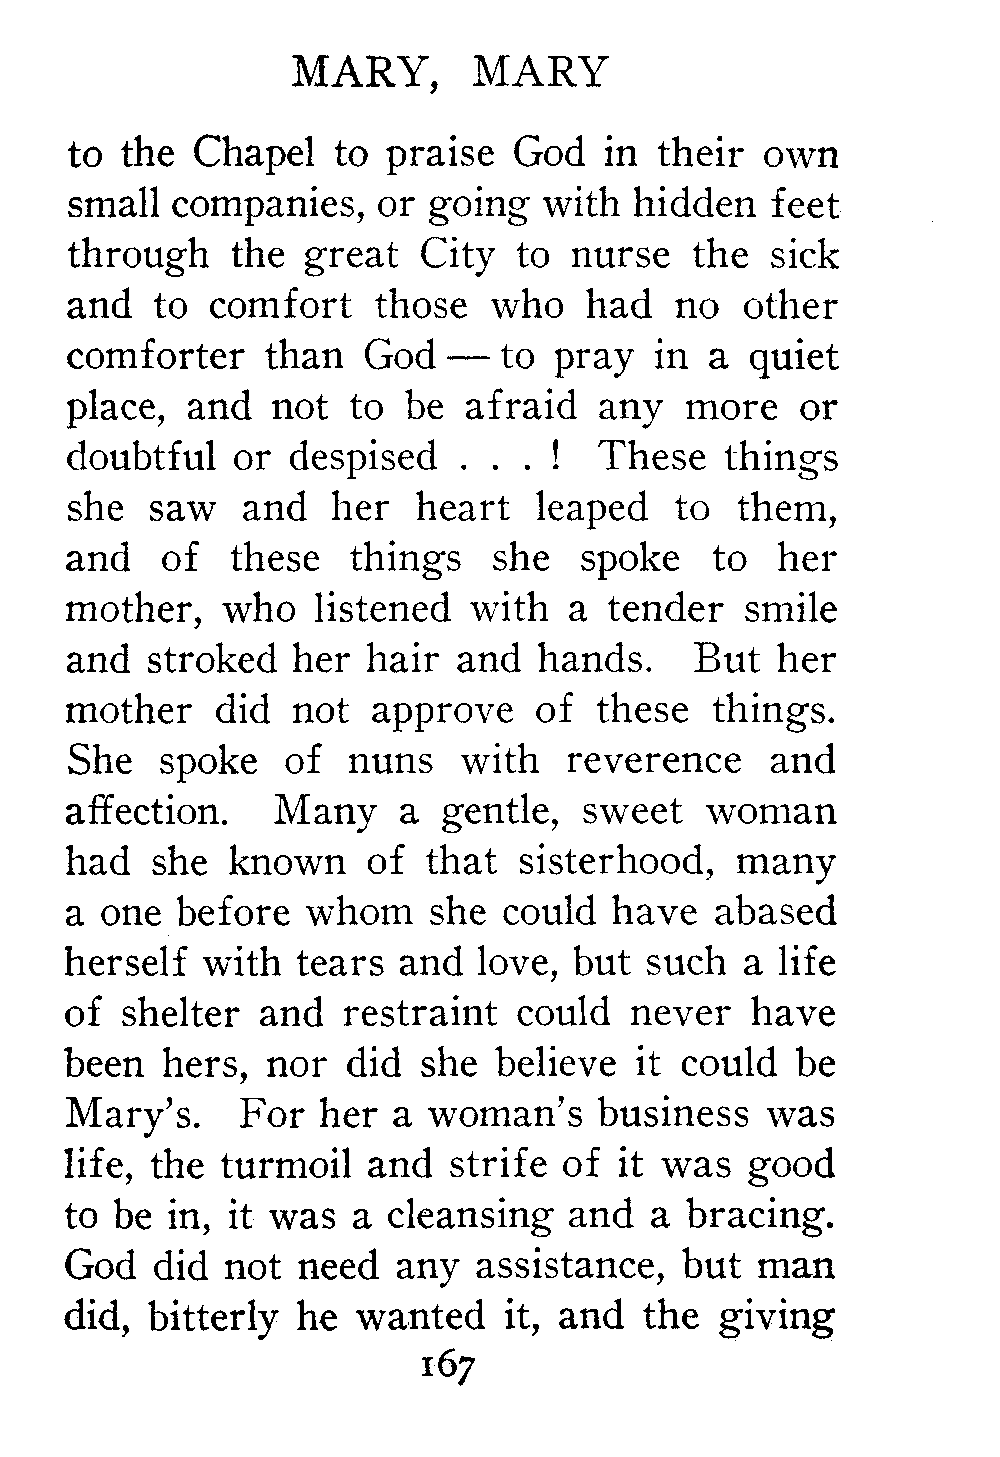 MARY, MARY
to the Chapel to praise God in their own
small companies, or going with hidden feet
through the great City to nurse the sick
and to comfort those who had no other
comforter than God — to pray in a quiet
place, and not to be afraid any more or
doubtful or despised . . . ! These things
she saw and her heart leaped to them,
and of these things she spoke to her
mother, who listened with a tender smile
and stroked her hair and hands. But her
mother did not approve of these things.
She spoke of nuns with reverence and
affection. Many a gentle, sweet woman
had she known of that sisterhood, many
a one before whom she could have abased
herself with tears and love, but such a life
of shelter and restraint could never have
been hers, nor did she believe it could be
Mary's. For her a woman's business was
life, the turmoil and strife of it was good
to be in, it was a cleansing and a bracing.
God did not need any assistance, but man
did, bitterly he wanted it, and the giving
167